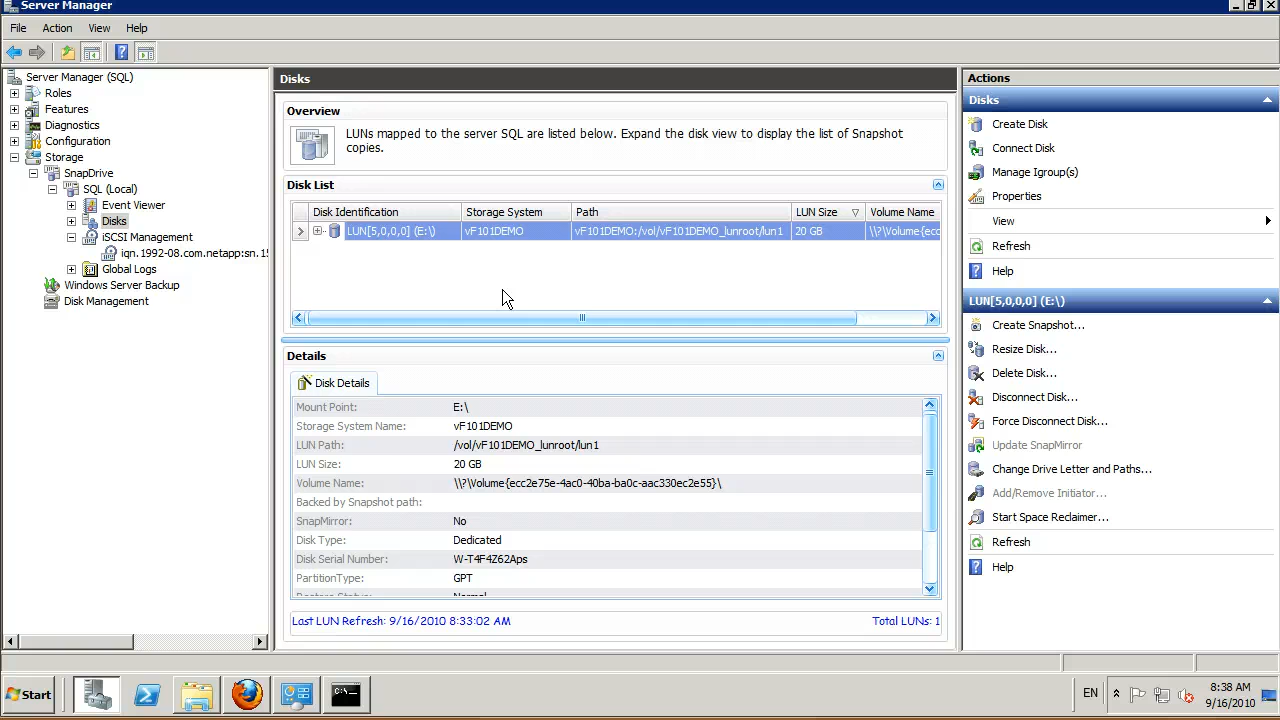 Server Manager
File Action View Help
Server Manager (SQL)
Roles
Features
Diagnostics
Configuration
Storage
SnapDrive
SQL (Local)
Event Viewer
Disks
iSCSI Management
iqn.1992-08.com.netapp:sn.15
Global Logs
Windows Server Backup
Disk Management
Disks
Overview
LUNs mapped to the server SQL are listed below. Expand the disk view to display the list of Snapshot
copies.
Disk List
Disk Identification Storage System Path LUN Size Volume Name
LUN[5,0,0,0] (E:\) vF101DEMO vF101DEMO:/vol/vF101DEMO_lunroot/lun1 20 GB \\?\Volume{ecc
Details
Disk Details
Mount Point: E:\
Storage System Name: vF101DEMO
LUN Path: /vol/vF101DEMO_lunroot/lun1
LUN Size: 20 GB
Volume Name: \\?\Volume{ecc2e75e-4ac0-40ba-ba0c-aac330ec2e55}\
Backed by Snapshot path:
SnapMirror: No
Disk Type: Dedicated
Disk Serial Number: W-T4F4Z62Aps
PartitionType: GPT
Last LUN Refresh: 9/16/2010 8:33:02 AM Total LUNs: 1
Actions
Disks
Create Disk
Connect Disk
Manage Igroup(s)
Properties
View
Refresh
Help
LUN[5,0,0,0] (E:\)
Create Snapshot...
Resize Disk...
Delete Disk...
Disconnect Disk...
Force Disconnect Disk...
Update SnapMirror
Change Drive Letter and Paths...
Add/Remove Initiator...
Start Space Reclaimer...
Refresh
Help
Start EN 8:38 AM
9/16/2010